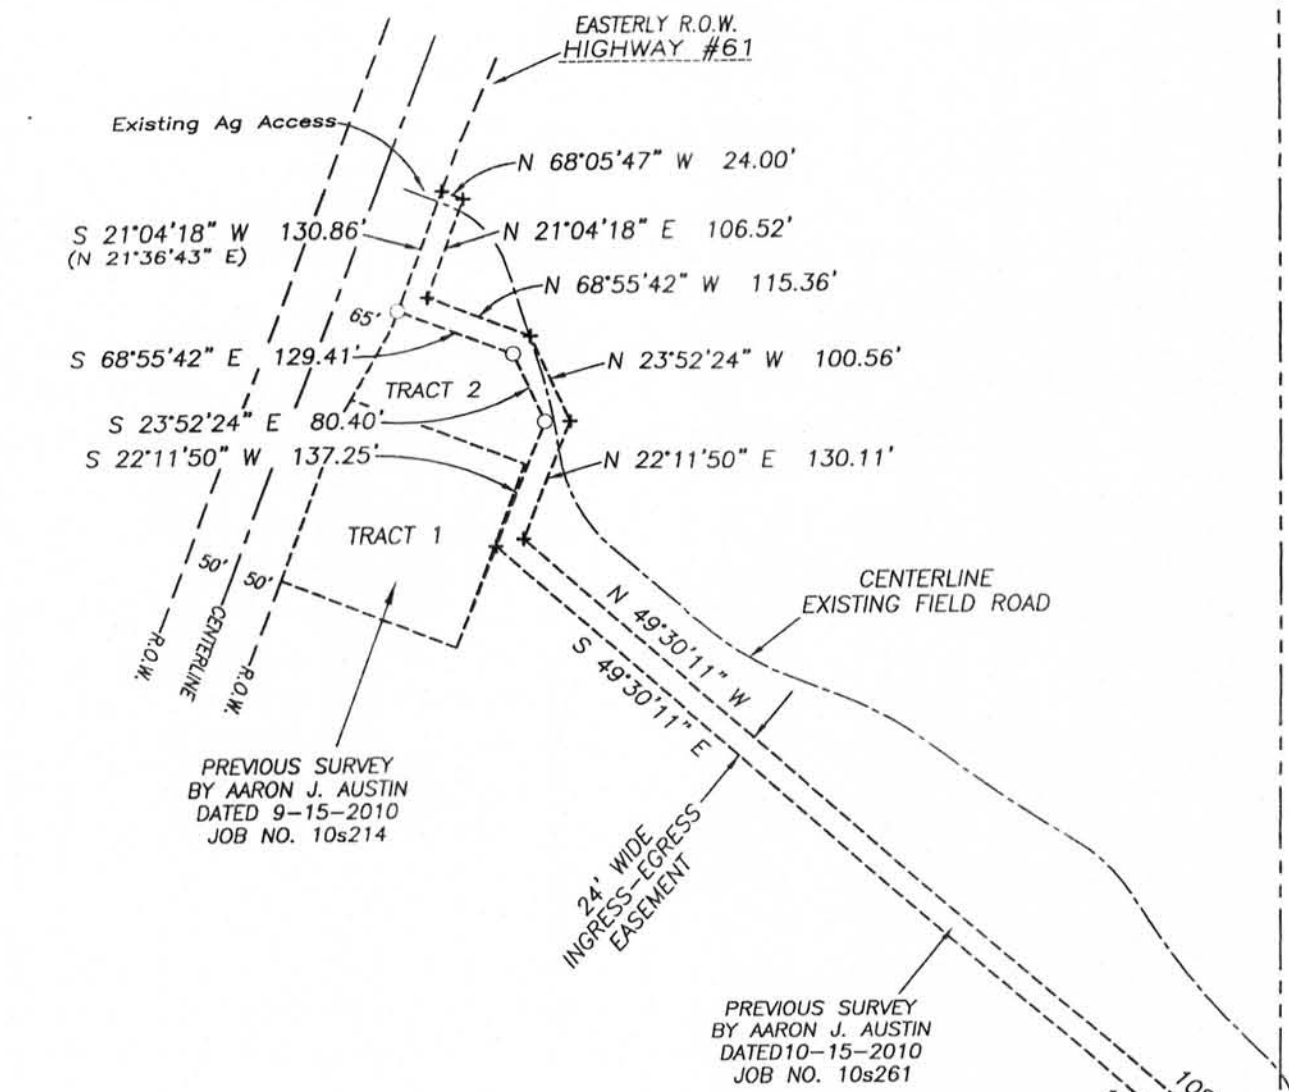 EASTERLY R.O.W.
HIGHWAY #61
Existing Ag Access
N 68°05'47" W 24.00'
S 21°04'18" W 130.86'
(N 21°36'43" E)
N 21°04'18" E 106.52'
N 68°55'42" W 115.36'
65'
S 68°55'42" E 129.41'
N 23°52'24" W 100.56'
TRACT 2
S 23°52'24" E 80.40'
S 22°11'50" W 137.25'
N 22°11'50" E 130.11'
TRACT 1
50'
50'
CENTERLINE
EXISTING FIELD ROAD
R.O.W.
CENTERLINE
R.O.W.
N 49°30'11" W
S 49°30'11" E
PREVIOUS SURVEY
BY AARON J. AUSTIN
DATED 9-15-2010
JOB NO. 10s214
24' WIDE
INGRESS-EGRESS
EASEMENT
PREVIOUS SURVEY
BY AARON J. AUSTIN
DATED10-15-2010
JOB NO. 10s261